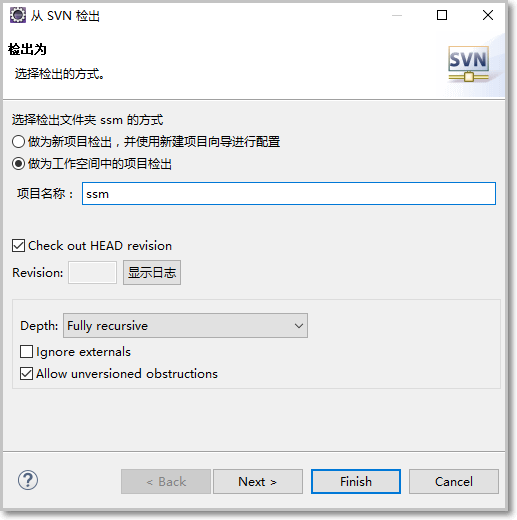 从 SVN 检出
检出为
选择检出的方式。
SVN
选择检出文件夹 ssm 的方式
做为新项目检出，并使用新建项目向导进行配置
做为工作空间中的项目检出
项目名称： ssm
Check out HEAD revision
Revision: 显示日志
Depth: Fully recursive
Ignore externals
Allow unversioned obstructions
? < Back Next > Finish Cancel